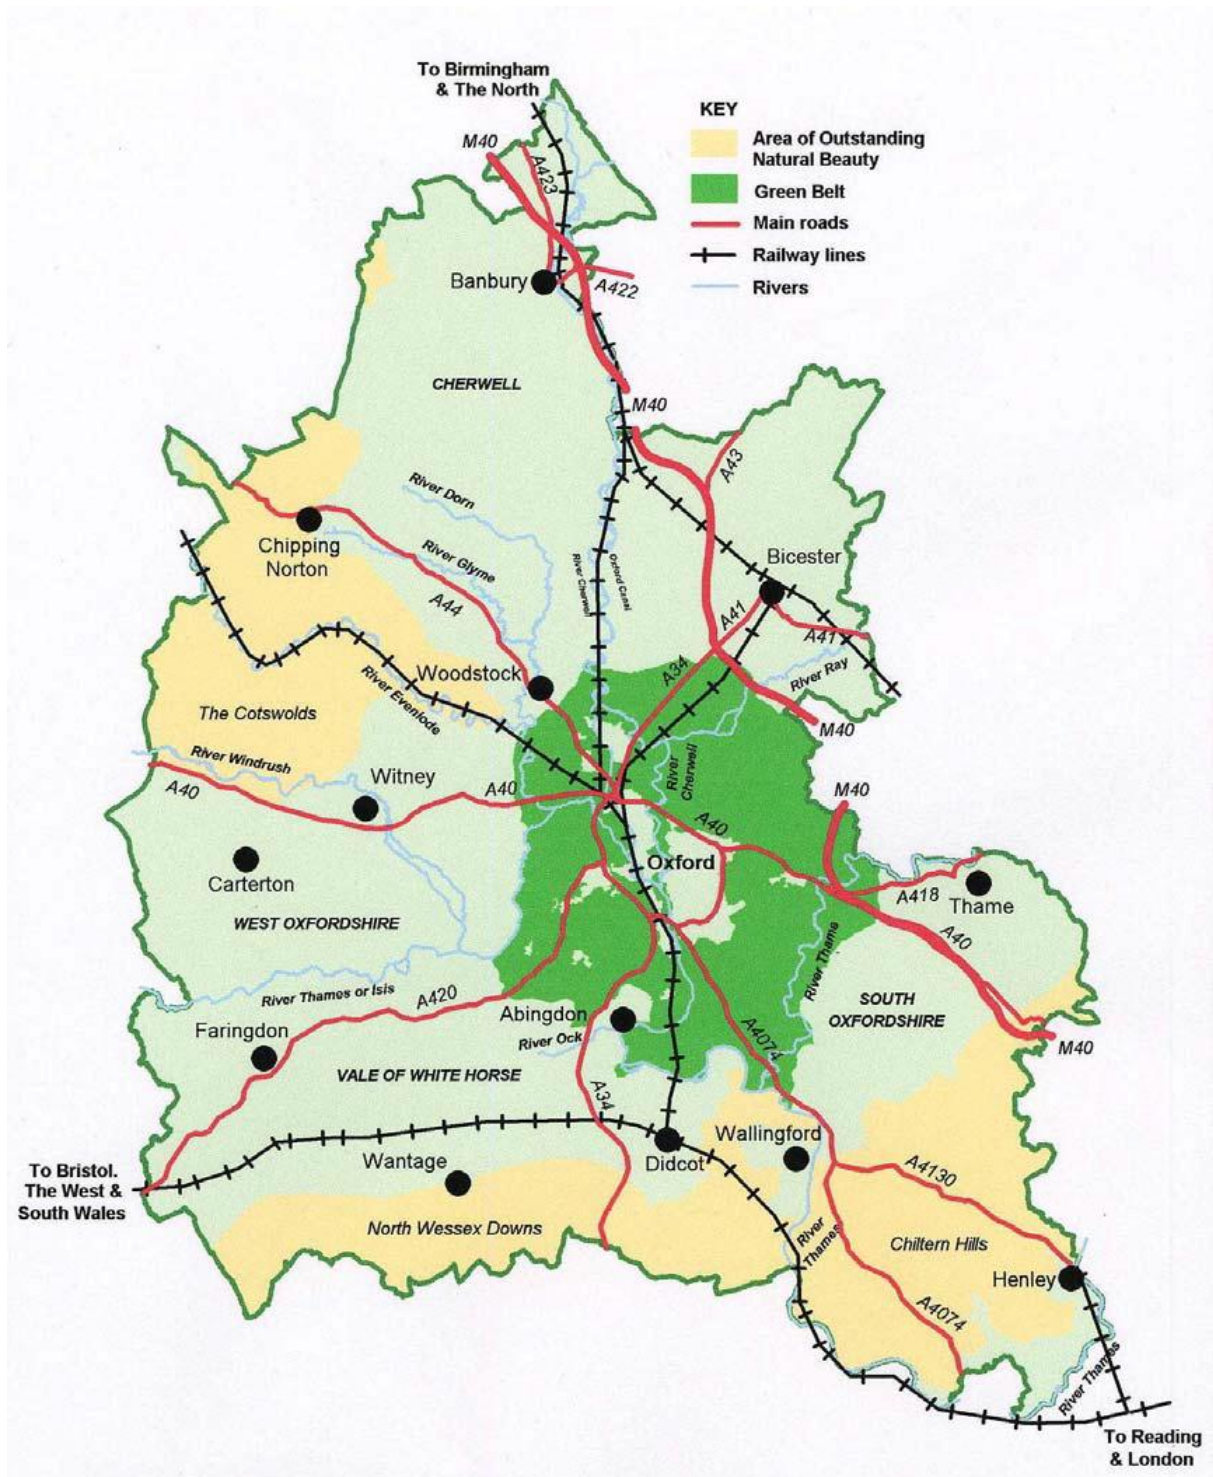 To Birmingham
& The North
KEY
Area of Outstanding
Natural Beauty
Green Belt
Main roads
Railway lines
Rivers
M40
A423
Banbury
A422
CHERWELL
M40
A43
River Dorn
Chipping
Norton
River Glyme
A44
River Cherwell
Oxford Canal
Bicester
A41
A41
A34
River Ray
Woodstock
River Evenlode
The Cotswolds
M40
River Windrush
A40
Witney
A40
River
Cherwell
M40
A40
Oxford
Carterton
A418
Thame
WEST OXFORDSHIRE
A40
River Thame
River Thames or Isis
A420
SOUTH
OXFORDSHIRE
Faringdon
Abingdon
River Ock
A4074
M40
VALE OF WHITE HORSE
A34
Wallingford
Didcot
Wantage
A4130
To Bristol.
The West &
South Wales
North Wessex Downs
River
Thames
Chiltern Hills
Henley
A4074
River Thames
To Reading
& London